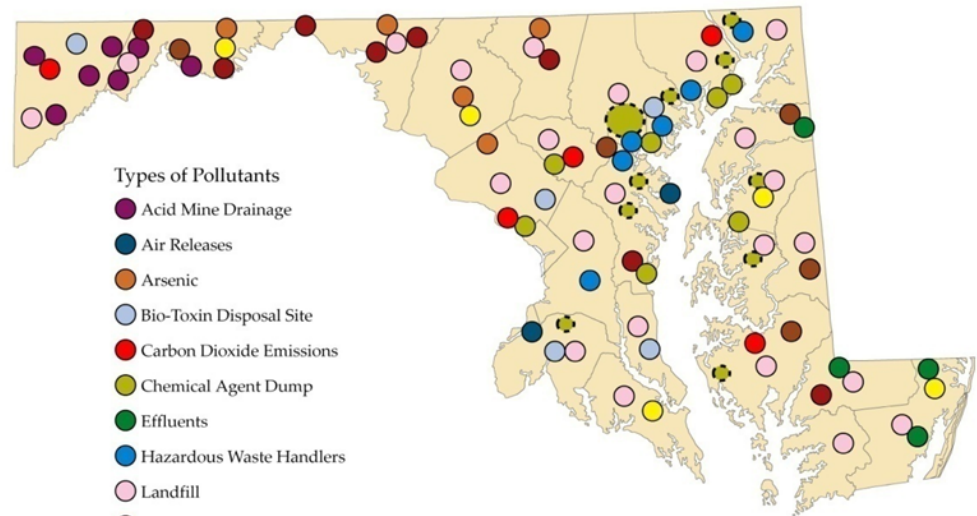 Types of Pollutants
Acid Mine Drainage
Air Releases
Arsenic
Bio-Toxin Disposal Site
Carbon Dioxide Emissions
Chemical Agent Dump
Effluents
Hazardous Waste Handlers
Landfill